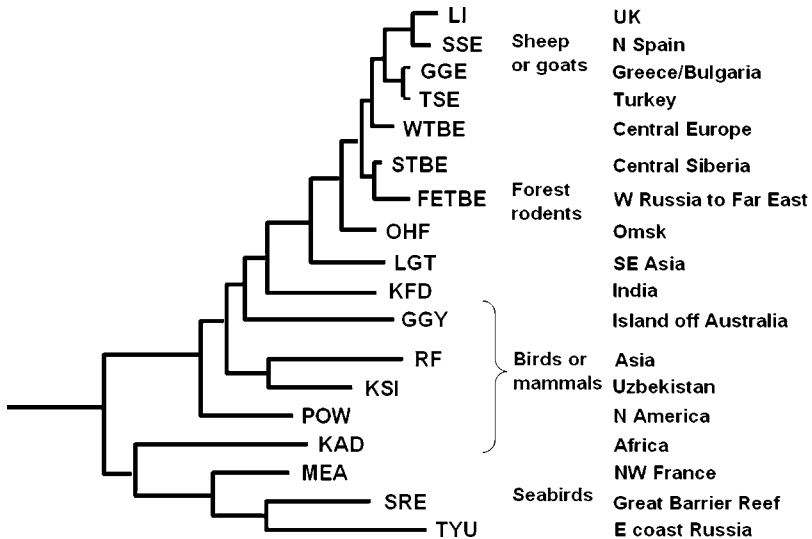 LI UK
SSE Sheep N Spain
GGE or goats Greece/Bulgaria
TSE Turkey
WTBE Central Europe
STBE Central Siberia
FETBE Forest W Russia to Far East
OHF rodents Omsk
LGT SE Asia
KFD India
GGY Island off Australia
RF Birds or Asia
KSI mammals Uzbekistan
POW N America
KAD Africa
MEA NW France
SRE Seabirds Great Barrier Reef
TYU E coast Russia